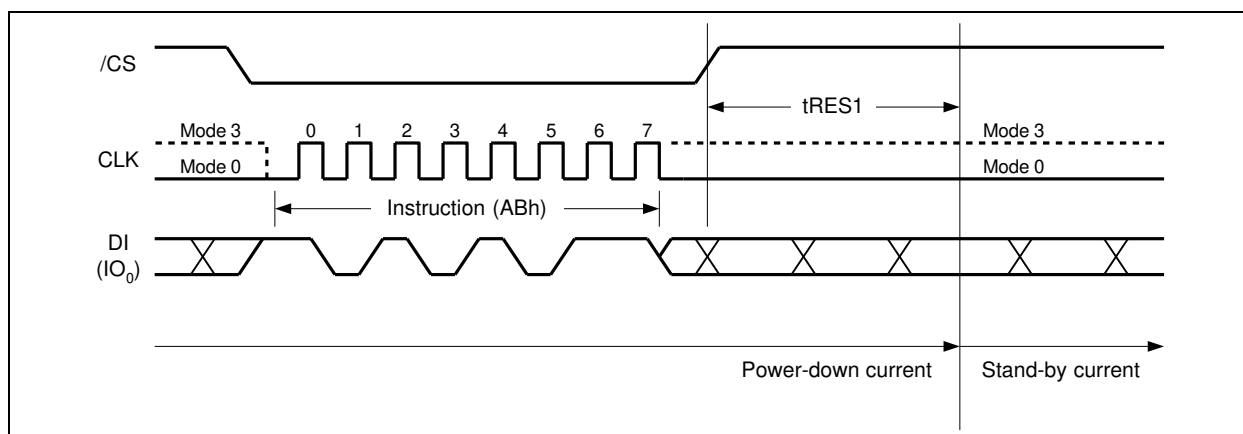 /CS
tRES1
Mode 3 0 1 2 3 4 5 6 7 Mode 3
CLK
Mode 0 Mode 0
Instruction (ABh)
DI
(IO₀)
Power-down current Stand-by current